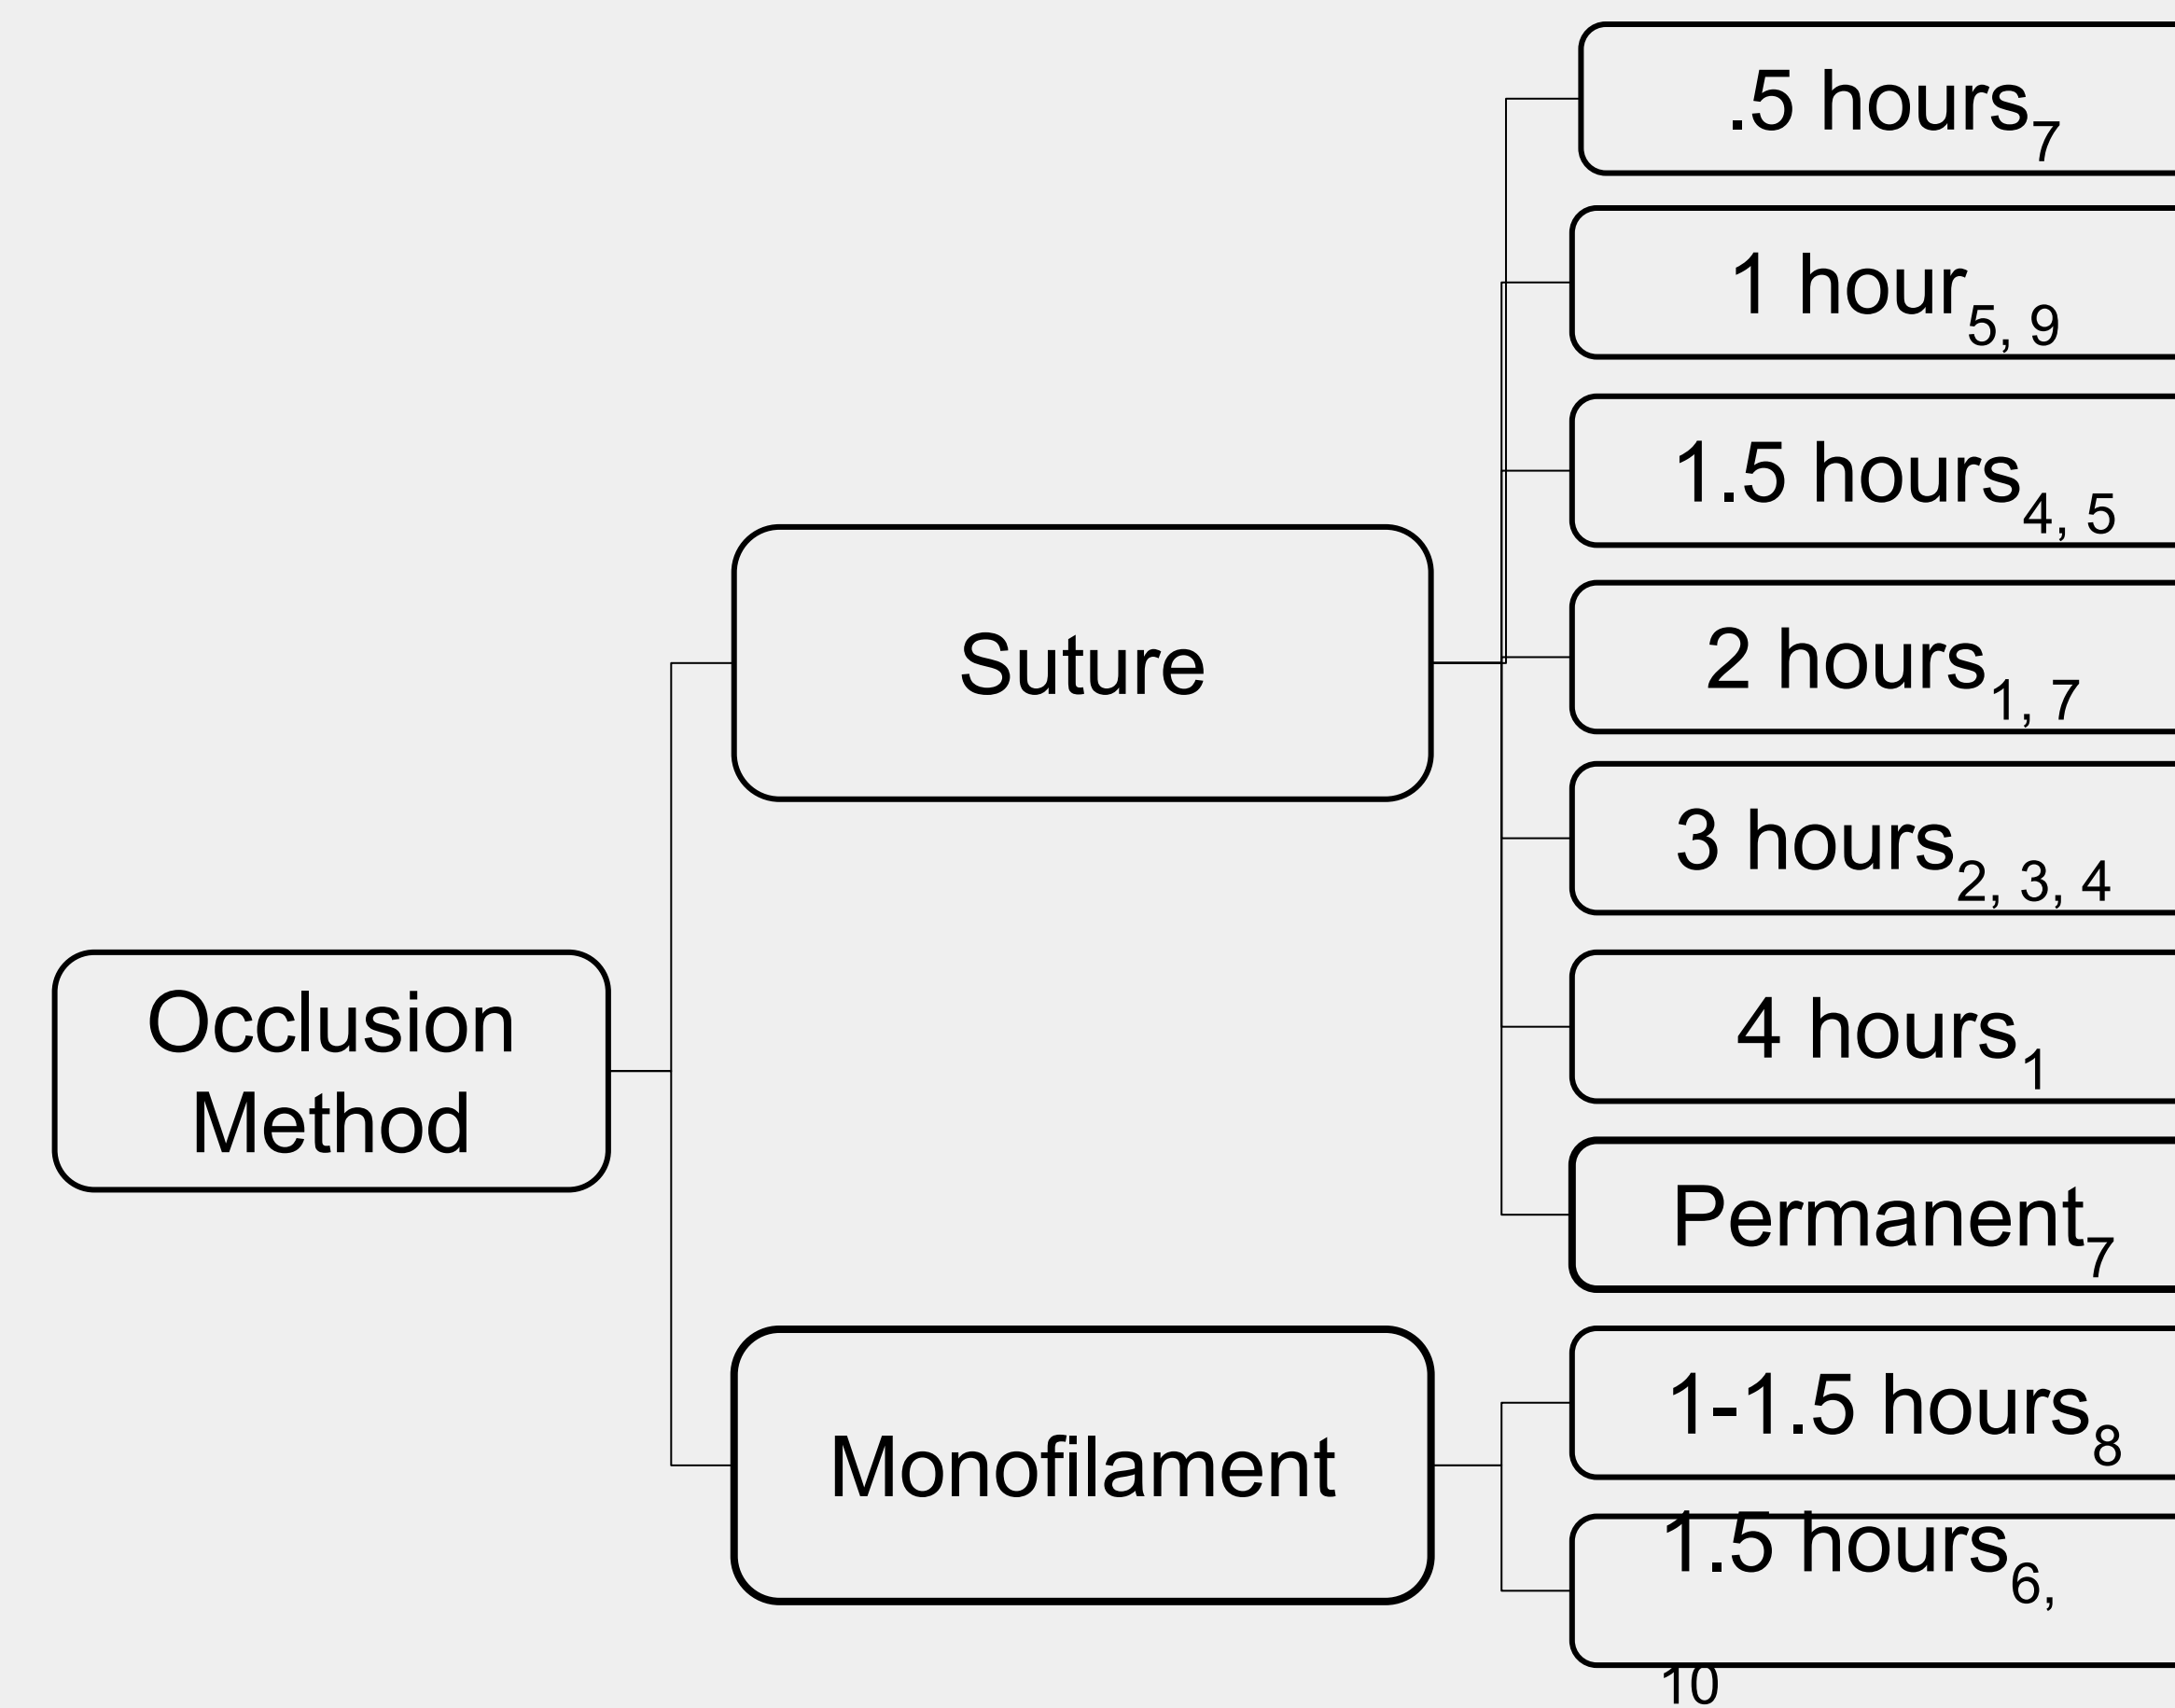 .5 hours7
1 hour5, 9
1.5 hours4, 5
2 hours1, 7
Suture
3 hours2, 3, 4
Occlusion
Method
4 hours1
Permanent7
Monofilament
1-1.5 hours8
1.5 hours6,
10